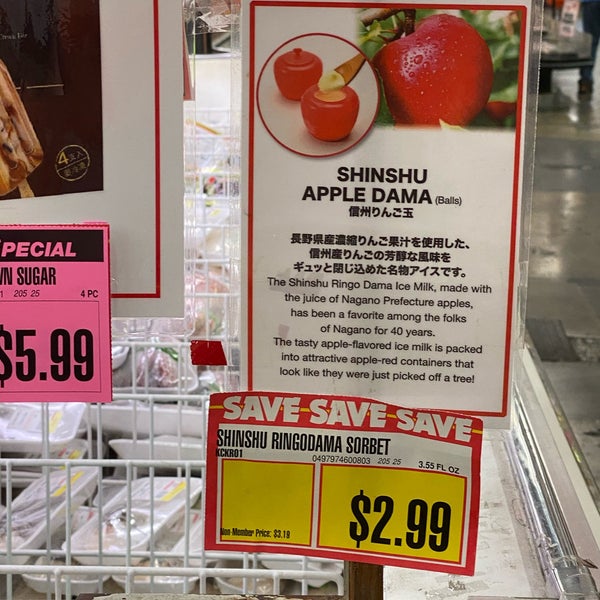 4本入
PECIAL
WN SUGAR
1 205 25 4 PC
$5.99
SHINSHU
APPLE DAMA (Balls)
信州りんご玉
長野県産濃縮りんご果汁を使用した、
信州産りんごの芳醇な風味を
ギュッと閉じ込めた名物アイスです。
The Shinshu Ringo Dama Ice Milk, made with
the juice of Nagano Prefecture apples,
has been a favorite among the folks
of Nagano for 40 years.
The tasty apple-flavored ice milk is packed
into attractive apple-red containers that
look like they were just picked off a tree!
SAVE SAVE SAVE
SHINSHU RINGODAMA SORBET
KCKR01 0497974600803 205 25 3.55 FL OZ
Non-Member Price: $3.19
$2.99